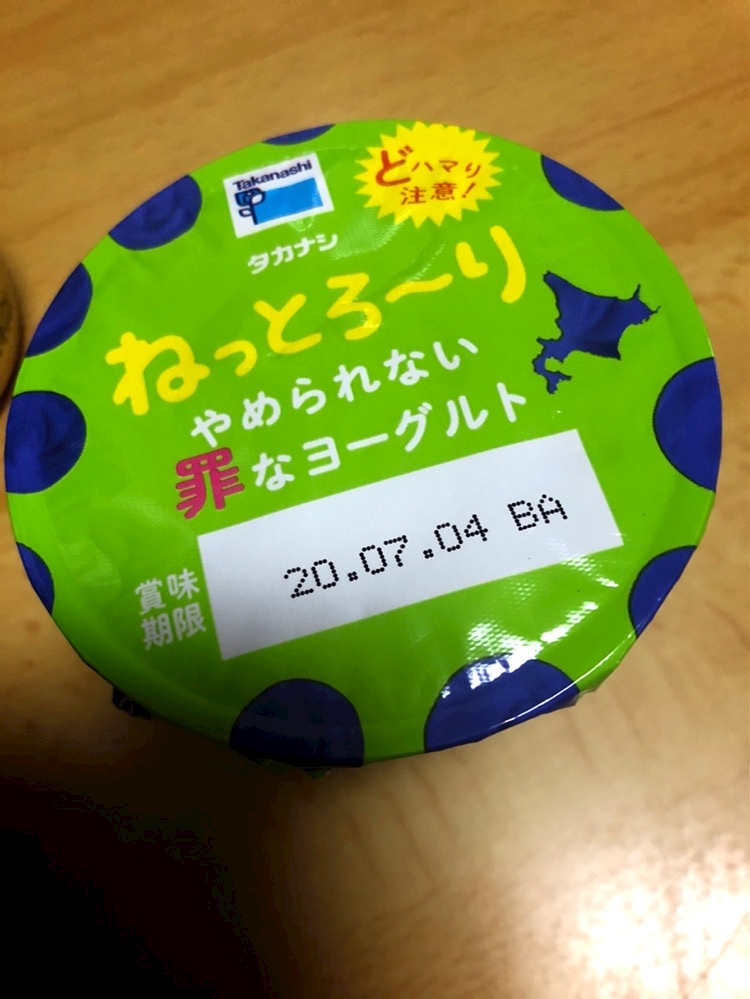 Takanashi
タカナシ
どハマり
注意!
ねっとろ〜り
やめられない
罪なヨーグルト
賞味
期限
20.07.04 BA